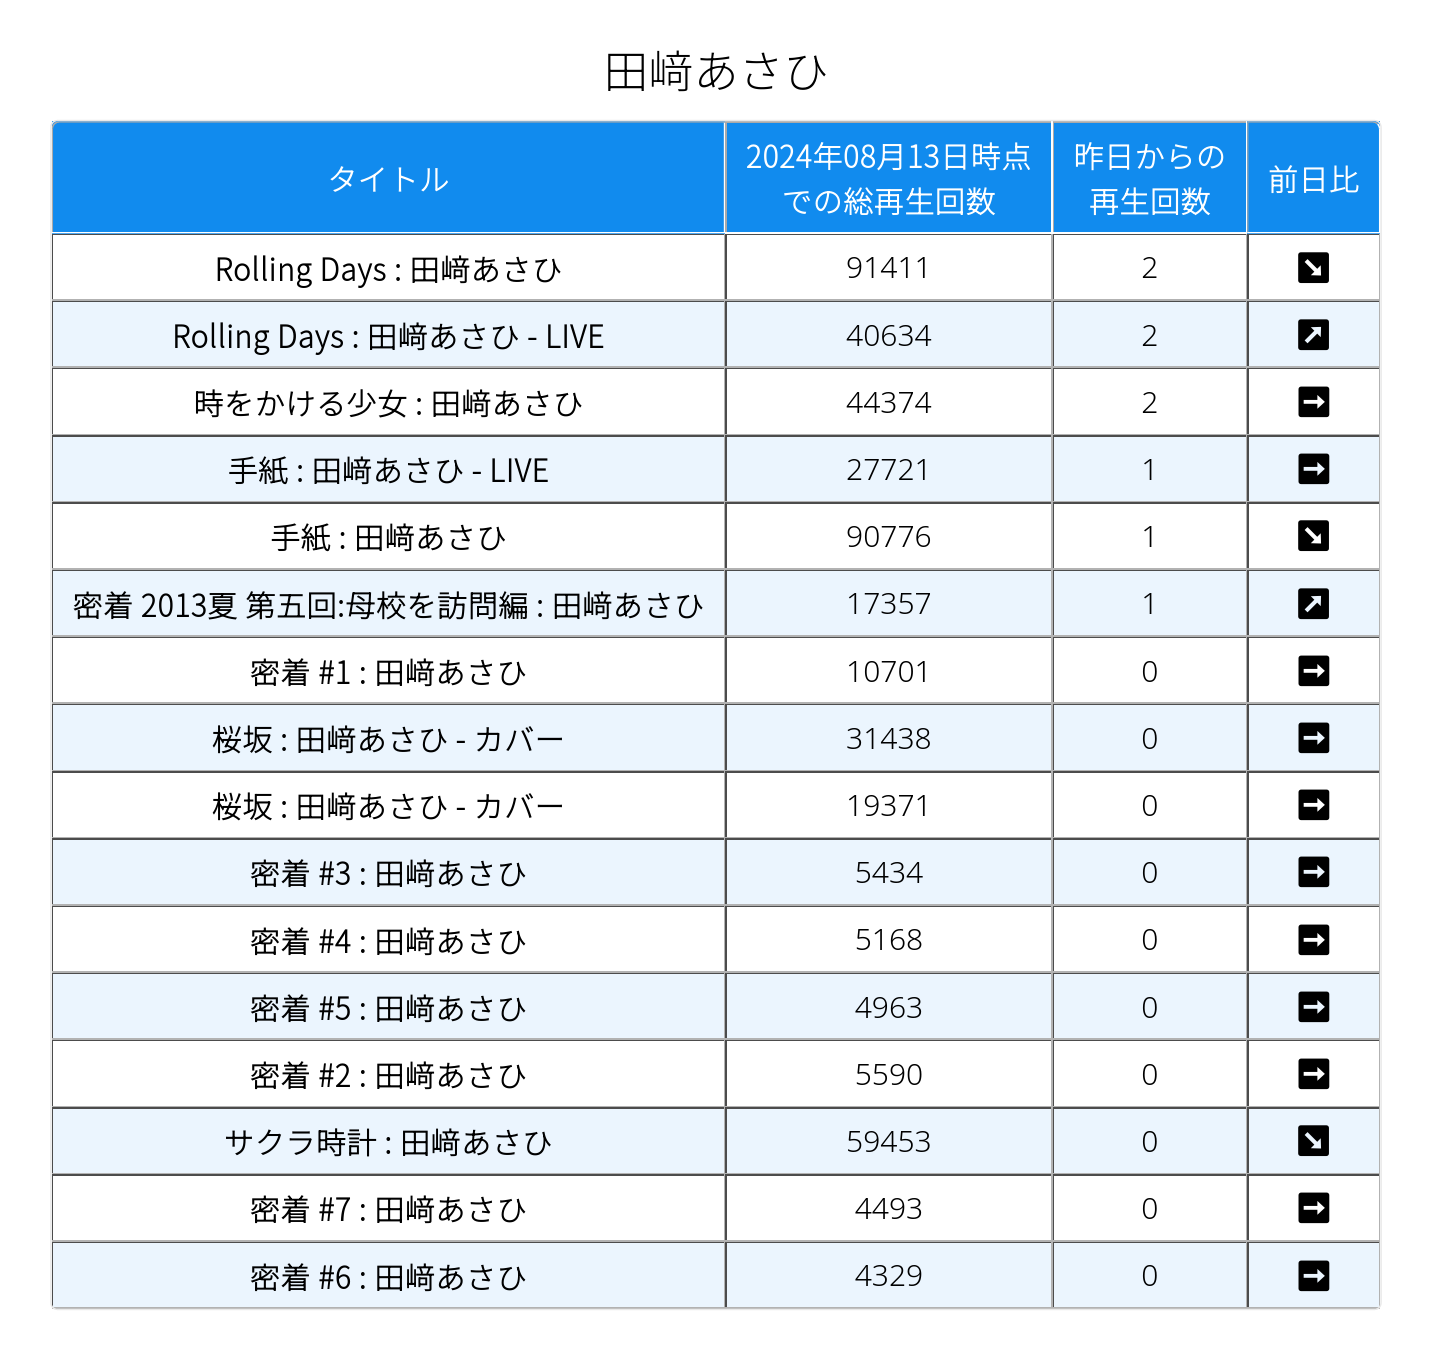 田﨑あさひ
タイトル
2024年08月13日時点
での総再生回数
昨日からの
再生回数
前日比
Rolling Days : 田﨑あさひ 91411 2
Rolling Days : 田﨑あさひ - LIVE 40634 2
時をかける少女 : 田﨑あさひ 44374 2
手紙 : 田﨑あさひ - LIVE 27721 1
手紙 : 田﨑あさひ 90776 1
密着 2013夏 第五回:母校を訪問編 : 田﨑あさひ 17357 1
密着 #1 : 田﨑あさひ 10701 0
桜坂 : 田﨑あさひ - カバー 31438 0
桜坂 : 田﨑あさひ - カバー 19371 0
密着 #3 : 田﨑あさひ 5434 0
密着 #4 : 田﨑あさひ 5168 0
密着 #5 : 田﨑あさひ 4963 0
密着 #2 : 田﨑あさひ 5590 0
サクラ時計 : 田﨑あさひ 59453 0
密着 #7 : 田﨑あさひ 4493 0
密着 #6 : 田﨑あさひ 4329 0